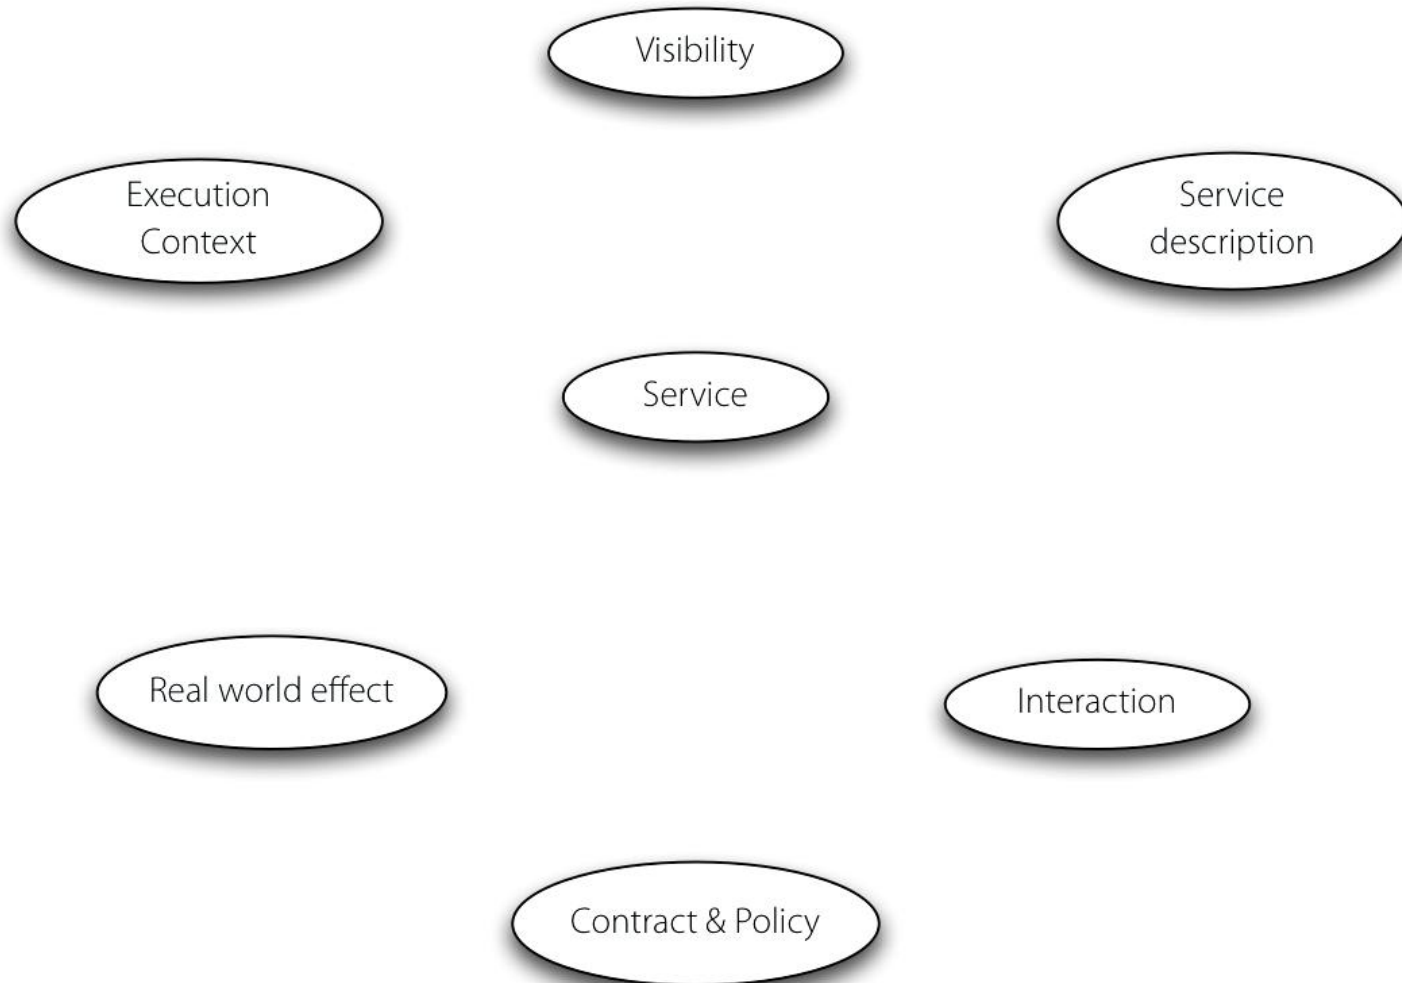 Visibility
Execution
Context
Service
description
Service
Real world effect
Interaction
Contract & Policy